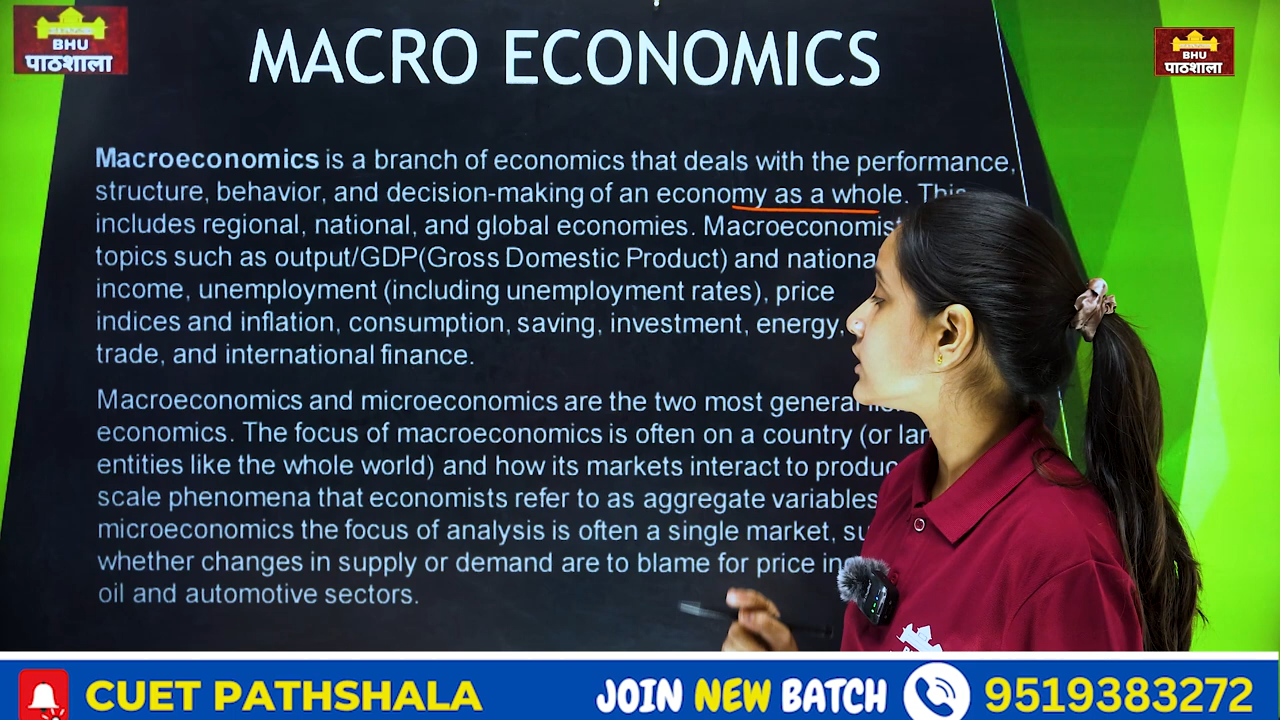 BHU
पाठशाला
MACRO ECONOMICS
BHU
पाठशाला
Macroeconomics is a branch of economics that deals with the performance,
structure, behavior, and decision-making of an economy as a whole. This
includes regional, national, and global economies. Macroeconomist
topics such as output/GDP(Gross Domestic Product) and nationa
income, unemployment (including unemployment rates), price
indices and inflation, consumption, saving, investment, energy,
trade, and international finance.
Macroeconomics and microeconomics are the two most general
economics. The focus of macroeconomics is often on a country (or lar
entities like the whole world) and how its markets interact to produc
scale phenomena that economists refer to as aggregate variables
microeconomics the focus of analysis is often a single market, su
whether changes in supply or demand are to blame for price in
oil and automotive sectors.
CUET PATHSHALA
JOIN NEW BATCH
9519383272